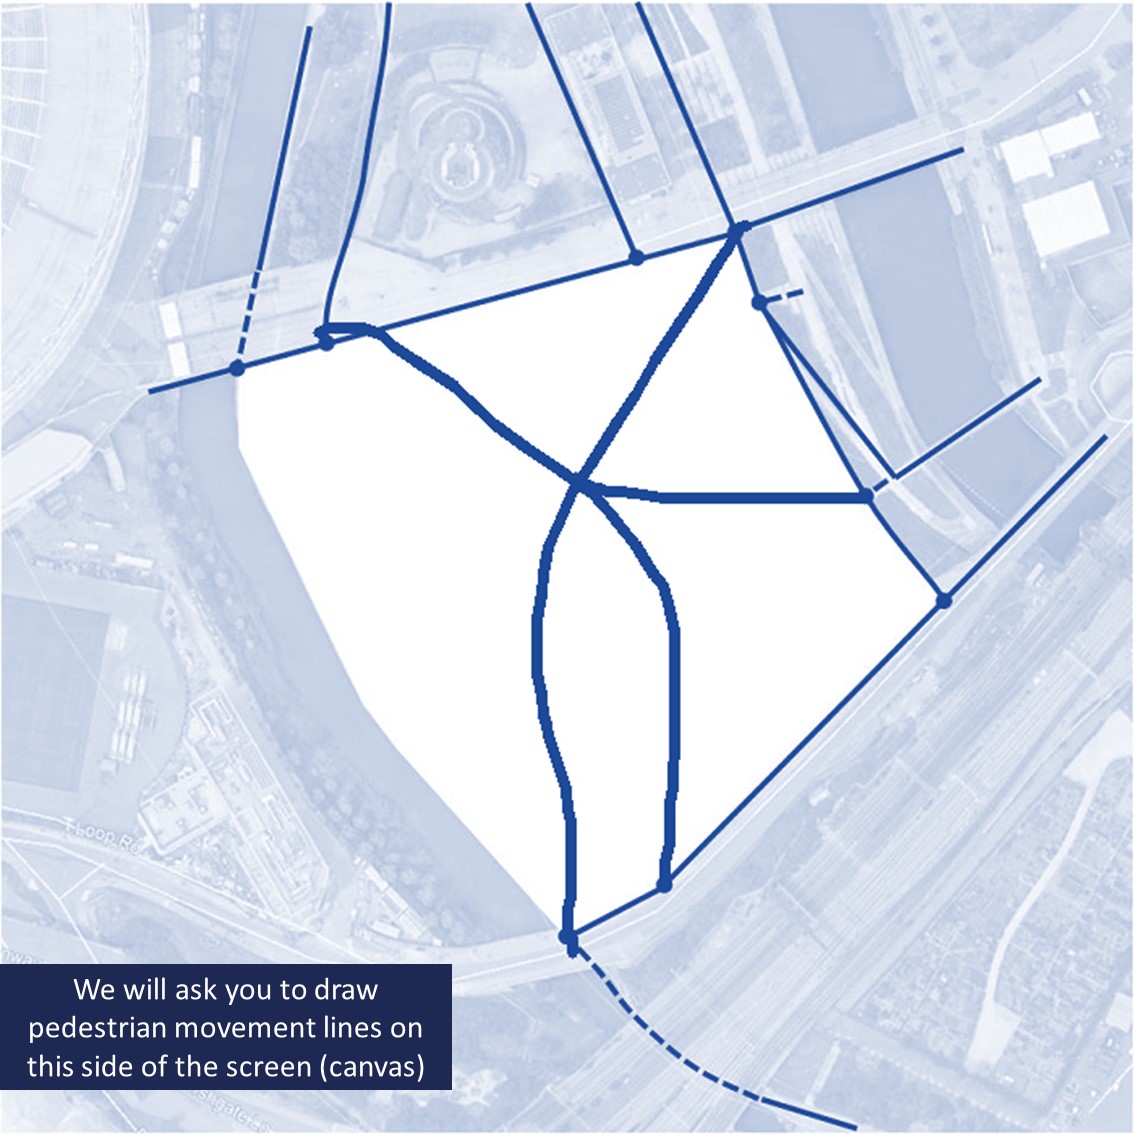 Loop Rd
We will ask you to draw
pedestrian movement lines on
this side of the screen (canvas)